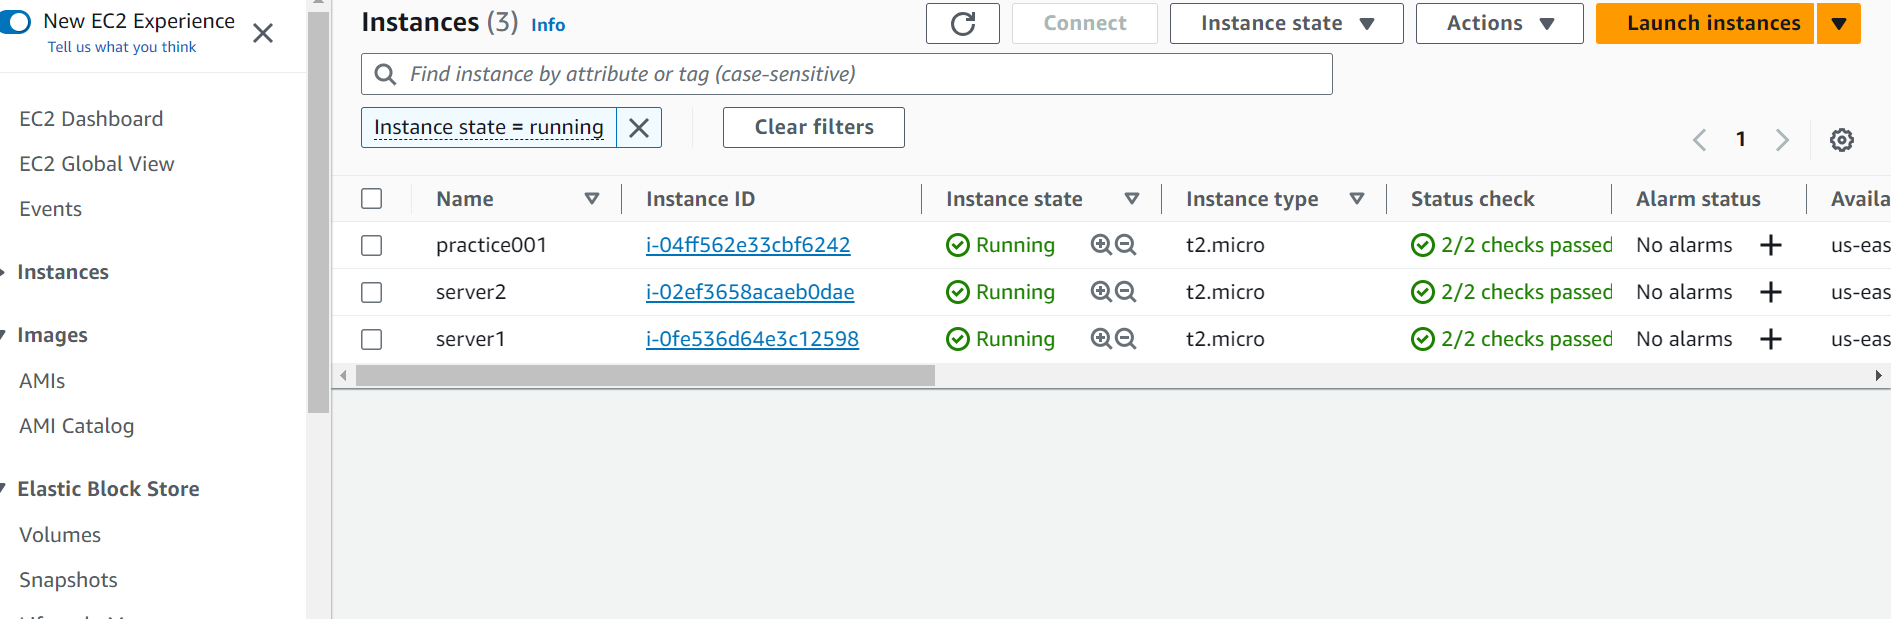 New EC2 Experience
Tell us what you think
EC2 Dashboard
EC2 Global View
Events
Instances
Images
AMIs
AMI Catalog
Elastic Block Store
Volumes
Snapshots
Instances (3) Info
Connect
Instance state
Actions
Launch instances
Find instance by attribute or tag (case-sensitive)
Instance state = running
Clear filters
1
Name Instance ID Instance state Instance type Status check Alarm status Availa
practice001 i-04ff562e33cbf6242 Running t2.micro 2/2 checks passed No alarms us-eas
server2 i-02ef3658acaeb0dae Running t2.micro 2/2 checks passed No alarms us-eas
server1 i-0fe536d64e3c12598 Running t2.micro 2/2 checks passed No alarms us-eas